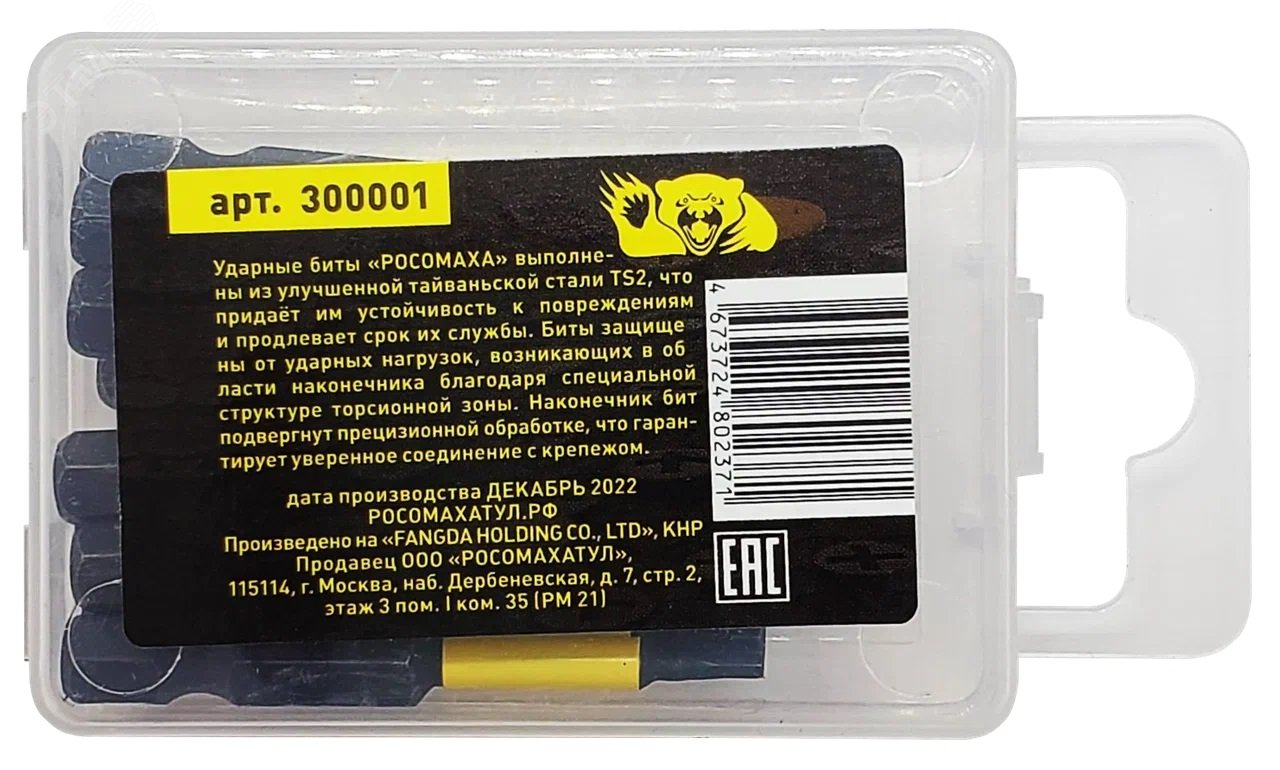 арт. 300001
Ударные биты «РОСОМАХА» выполне-
ны из улучшенной тайваньской стали TS2, что
придаёт им устойчивость к повреждениям
и продлевает срок их службы. Биты защище
ны от ударных нагрузок, возникающих в об
ласти наконечника благодаря специальной
структуре торсионной зоны. Наконечник бит
подвергнут прецизионной обработке, что гаран-
тирует уверенное соединение с крепежом.
дата производства ДЕКАБРЬ 2022
РОСОМАХАТУЛ.РФ
Произведено на «FANGDA HOLDING CO., LTD», КНР
Продавец ООО «РОСОМАХАТУЛ»,
115114, г. Москва, наб. Дербеневская, д. 7, стр. 2,
этаж 3 пом. I ком. 35 (РМ 21)
4 673724 802371
EAC